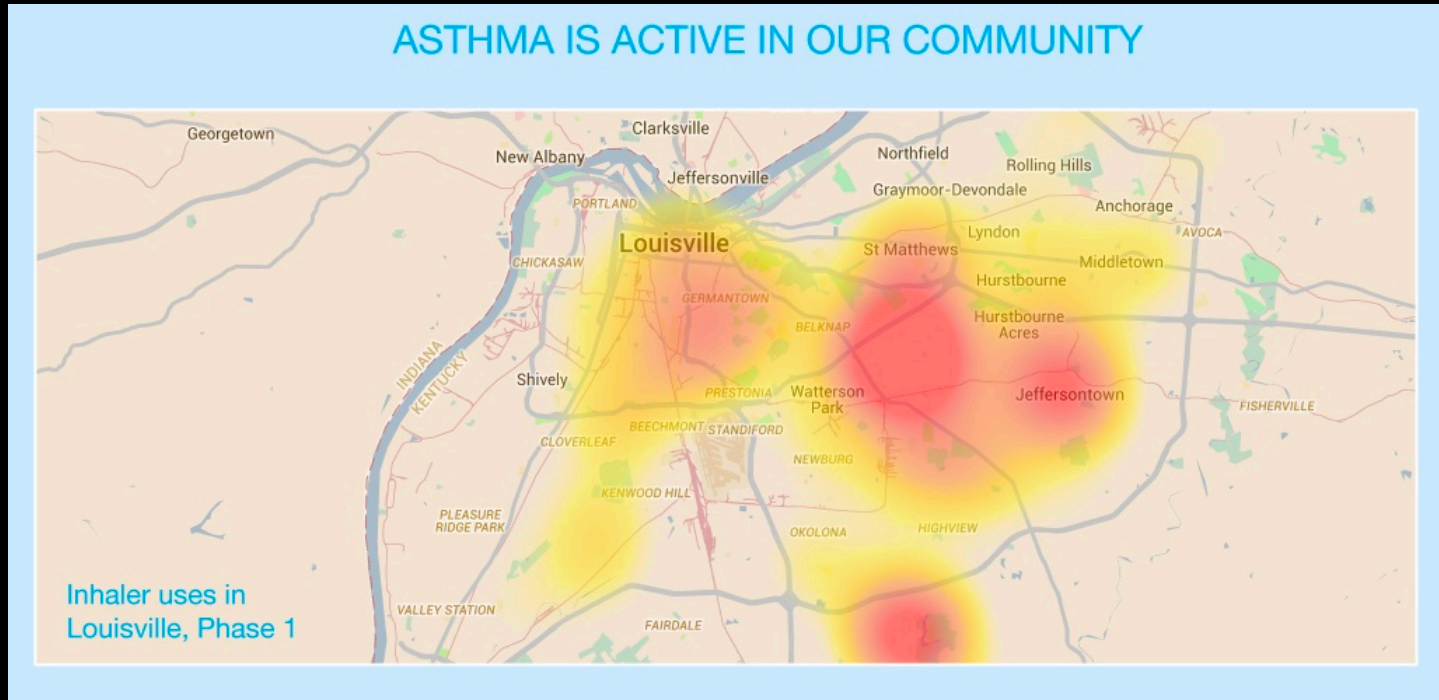 ASTHMA IS ACTIVE IN OUR COMMUNITY
Georgetown
Clarksville
New Albany
Northfield
Rolling Hills
Jeffersonville
Graymoor-Devondale
PORTLAND
Anchorage
Lyndon
AVOCA
Louisville
St Matthews
CHICKASAW
Middletown
Hurstbourne
GERMANTOWN
Hurstbourne
Acres
BELKNAP
INDIANA
KENTUCKY
Shively
PRESTONIA
Watterson
Park
Jeffersontown
FISHERVILLE
BEECHMONT
STANDIFORD
CLOVERLEAF
NEWBURG
KENWOOD HILL
PLEASURE
RIDGE PARK
OKOLONA
HIGHVIEW
Inhaler uses in
Louisville, Phase 1
VALLEY STATION
FAIRDALE